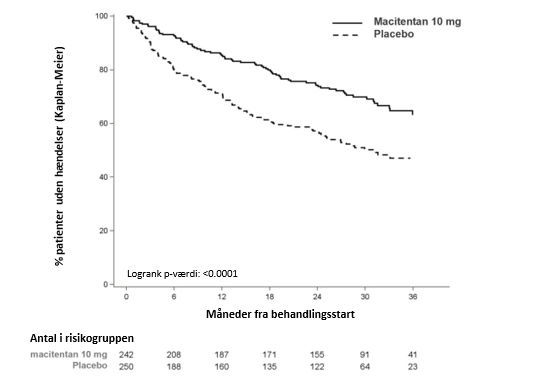 Macitentan 10 mg
Placebo
% patienter uden hændelser (Kaplan-Meier)
100
80
60
40
20
0
Logrank p-værdi: <0.0001
0 6 12 18 24 30 36
Måneder fra behandlingsstart
Antal i risikogruppen
macitentan 10 mg 242 208 187 171 155 91 41
Placebo 250 188 160 135 122 64 23